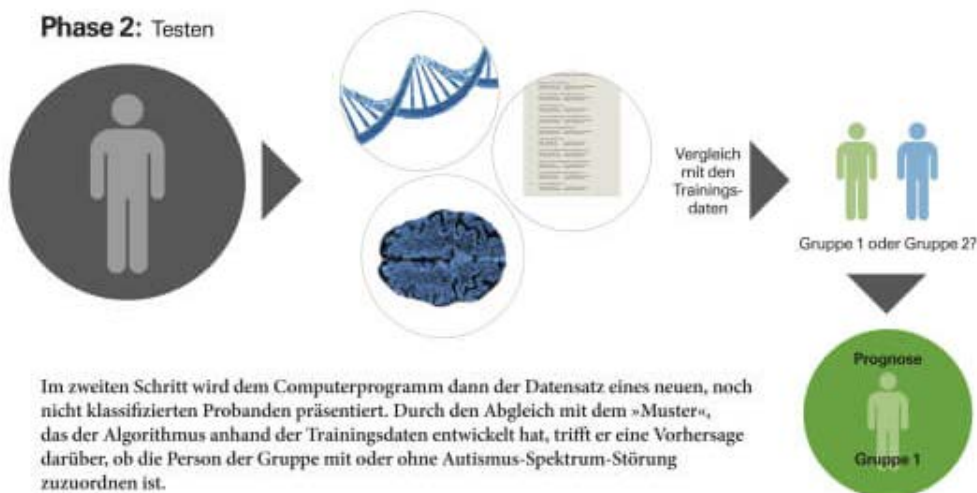 Phase 2: Testen
Vergleich
mit den
Trainings-
daten
Gruppe 1 oder Gruppe 2?
Prognose
Gruppe 1
Im zweiten Schritt wird dem Computerprogramm dann der Datensatz eines neuen, noch
nicht klassifizierten Probanden präsentiert. Durch den Abgleich mit dem »Muster«,
das der Algorithmus anhand der Trainingsdaten entwickelt hat, trifft er eine Vorhersage
darüber, ob die Person der Gruppe mit oder ohne Autismus-Spektrum-Störung
zuzuordnen ist.